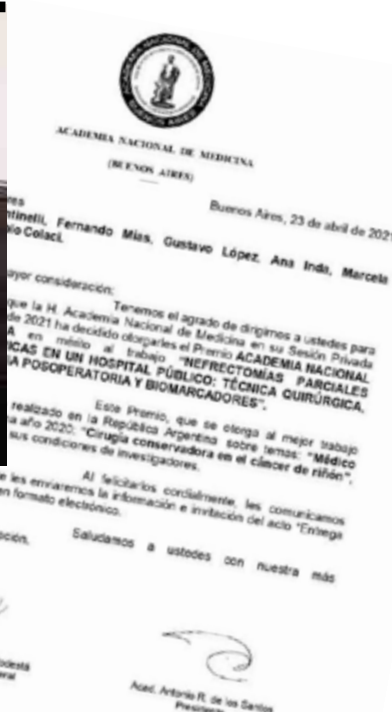 ACADEMIA NACIONAL DE MEDICINA
BUENOS AIRES
ACADEMIA NACIONAL DE MEDICINA
(BUENOS AIRES)
Buenos Aires, 23 de abril de 2021
res
ntinelli, Fernando Mias, Gustavo López, Ana Inda, Marcela
bio Colaci.
ayor consideración:
Tenemos el agrado de dirigirnos a ustedes para
que la H. Academia Nacional de Medicina en su Sesión Privada
de 2021 ha decidido otorgarles el Premio ACADEMIA NACIONAL
A en mérito al trabajo "NEFRECTOMÍAS PARCIALES
ICAS EN UN HOSPITAL PÚBLICO: TÉCNICA QUIRÚRGICA,
IA POSOPERATORIA Y BIOMARCADORES".
Este Premio, que se otorga al mejor trabajo
realizado en la República Argentina sobre temas: "Médico
a año 2020: "Cirugía conservadora en el cáncer de riñón",
sus condiciones de investigadores.
Al felicitarlos cordialmente, les comunicamos
e les enviaremos la información e invitación del acto "Entrega
en formato electrónico.
Saludamos a ustedes con nuestra más
ación.
odestá
eral
Acad. Antonio R. de los Santos
Presidente